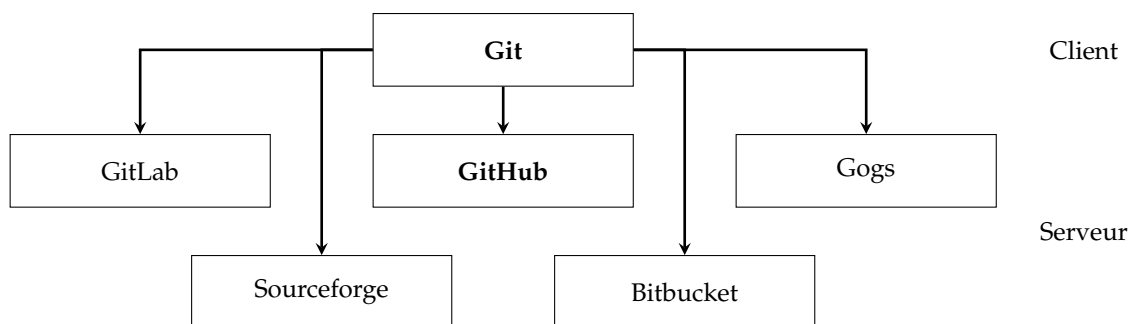 Git
Client
GitLab
GitHub
Gogs
Serveur
Sourceforge
Bitbucket